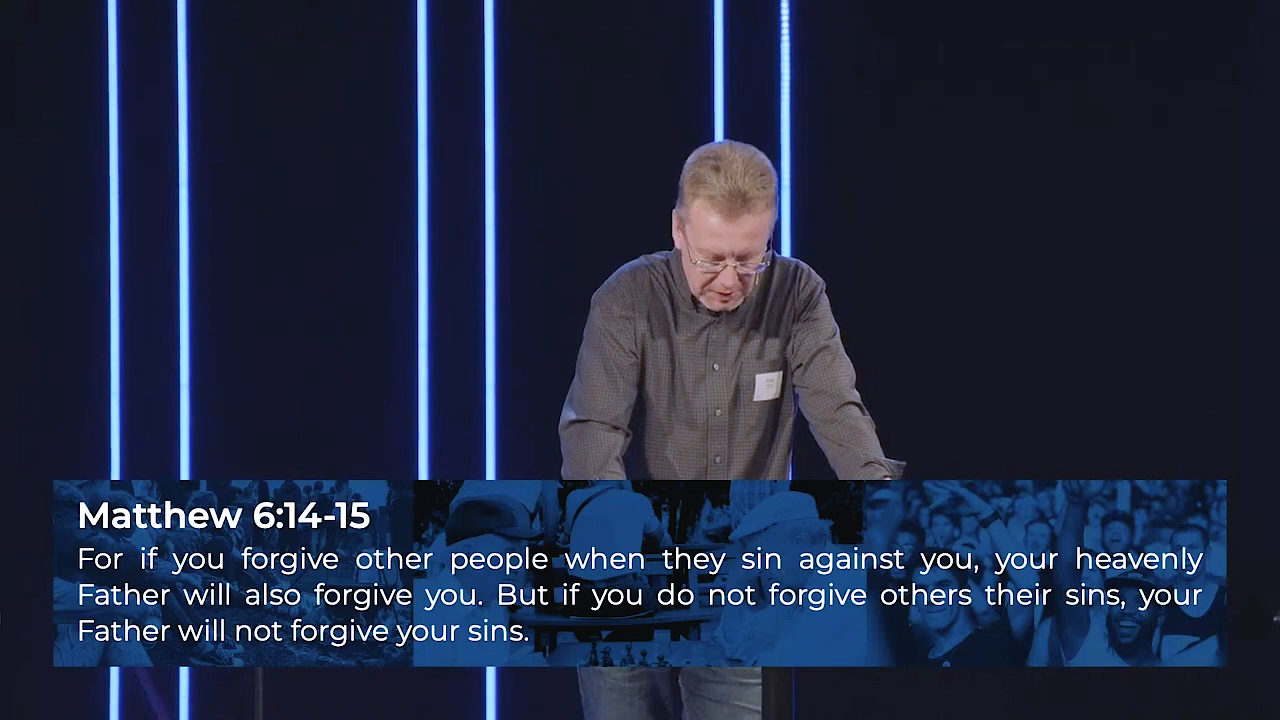 Matthew 6:14-15
For if you forgive other people when they sin against you, your heavenly
Father will also forgive you. But if you do not forgive others their sins, your
Father will not forgive your sins.